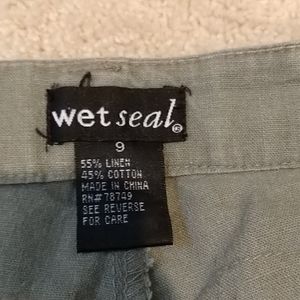 wet seal®
9
55% LINEN
45% COTTON
MADE IN CHINA
RN#78749
SEE REVERSE
FOR CARE